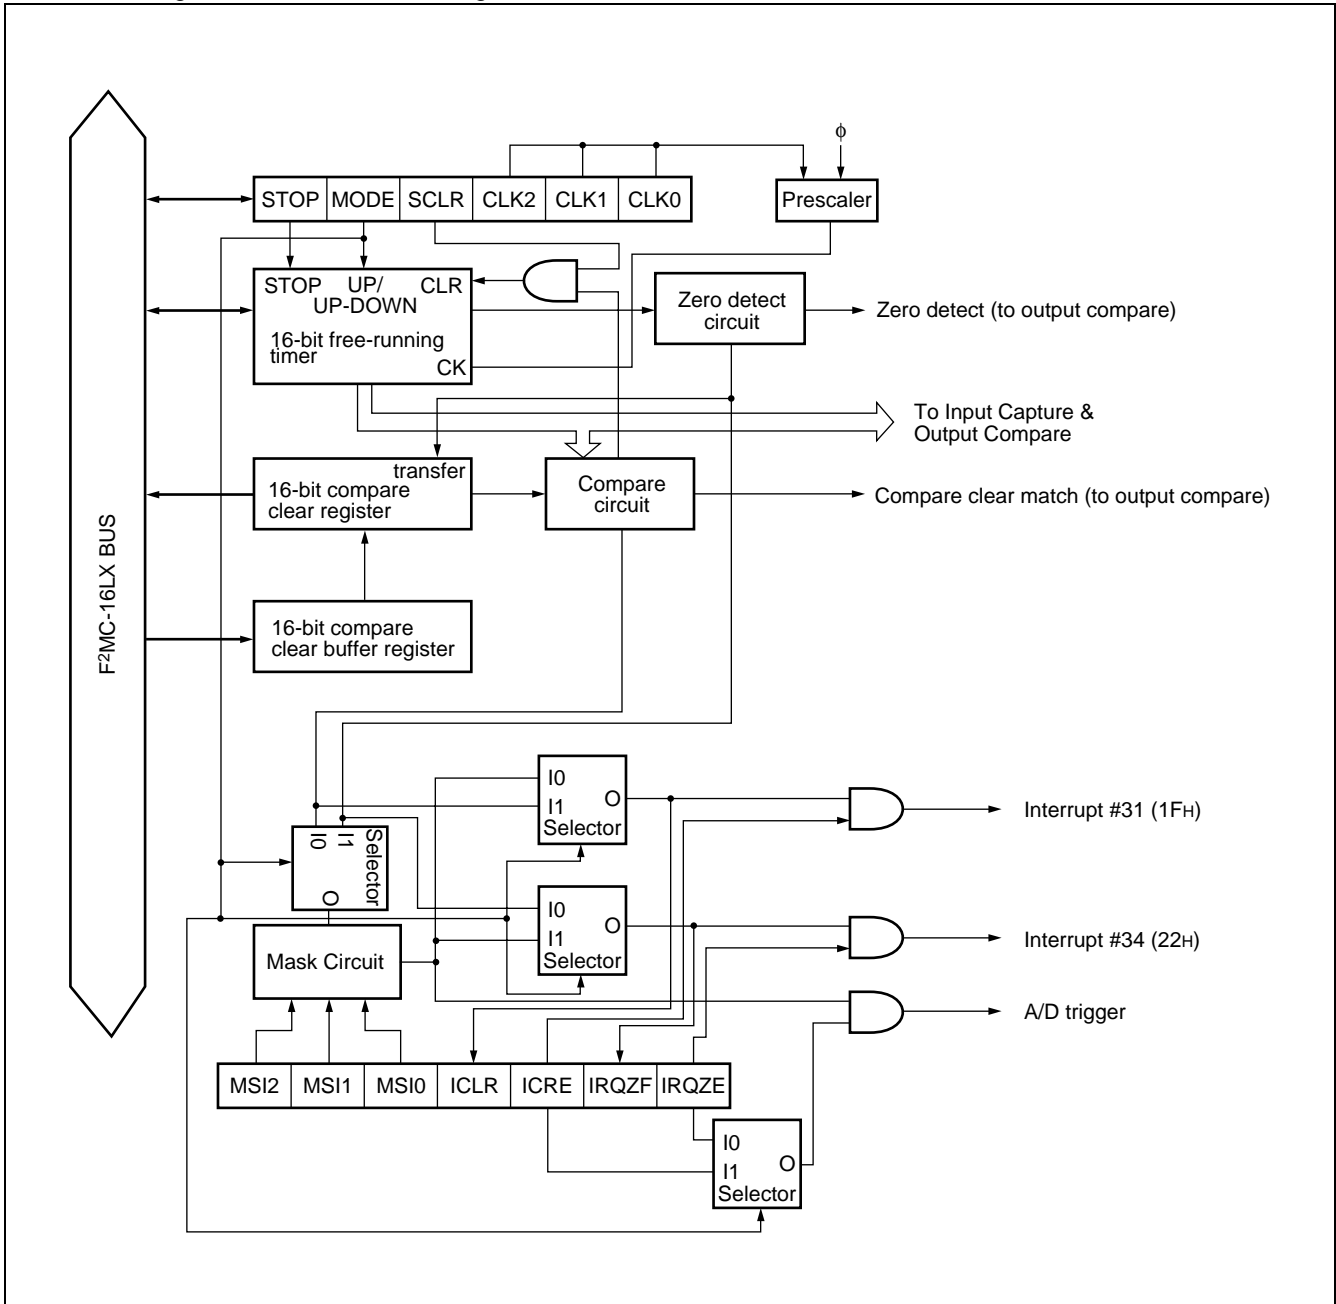 ϕ
STOP MODE SCLR CLK2 CLK1 CLK0
Prescaler
STOP UP/ CLR
UP-DOWN
16-bit free-running
timer
CK
Zero detect
circuit
Zero detect (to output compare)
To Input Capture &
Output Compare
transfer
16-bit compare
clear register
Compare
circuit
Compare clear match (to output compare)
F²MC-16LX BUS
16-bit compare
clear buffer register
I0
I1
O
Selector
Interrupt #31 (1FH)
I0
I1
Selector
O
I0
I1
O
Selector
Interrupt #34 (22H)
Mask Circuit
A/D trigger
MSI2 MSI1 MSI0 ICLR ICRE IRQZF IRQZE
I0
I1
O
Selector